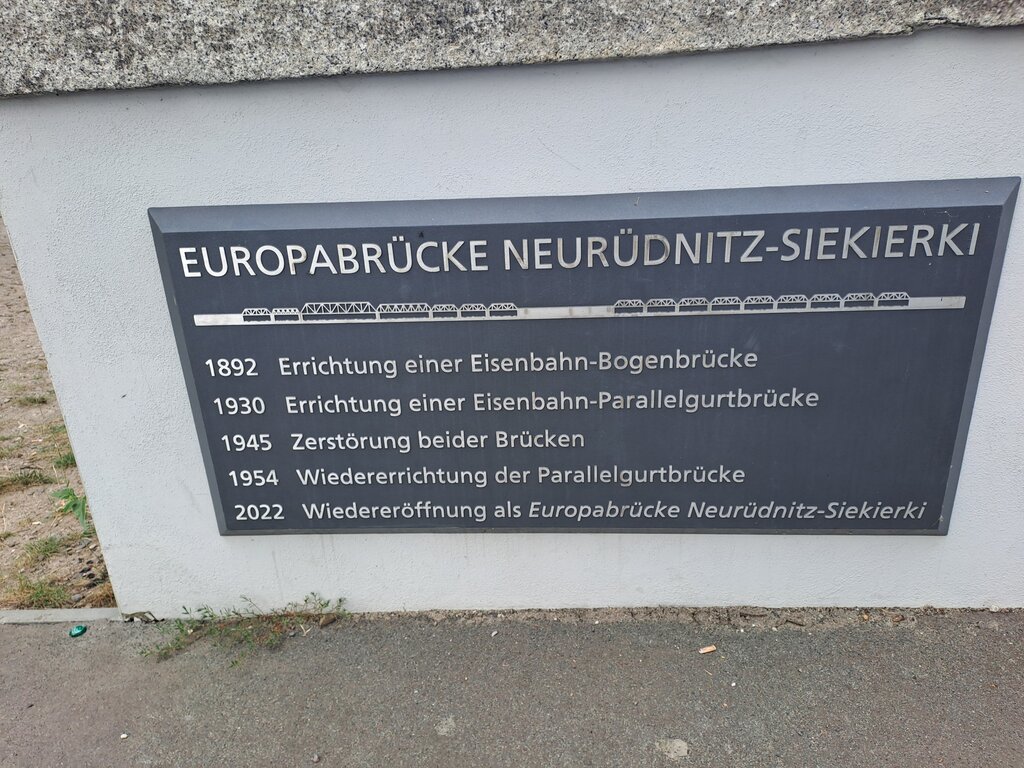 EUROPABRÜCKE NEURÜDNITZ-SIEKIERKI
1892 Errichtung einer Eisenbahn-Bogenbrücke
1930 Errichtung einer Eisenbahn-Parallelgurtbrücke
1945 Zerstörung beider Brücken
1954 Wiedererrichtung der Parallelgurtbrücke
2022 Wiedereröffnung als Europabrücke Neurüdnitz-Siekierki